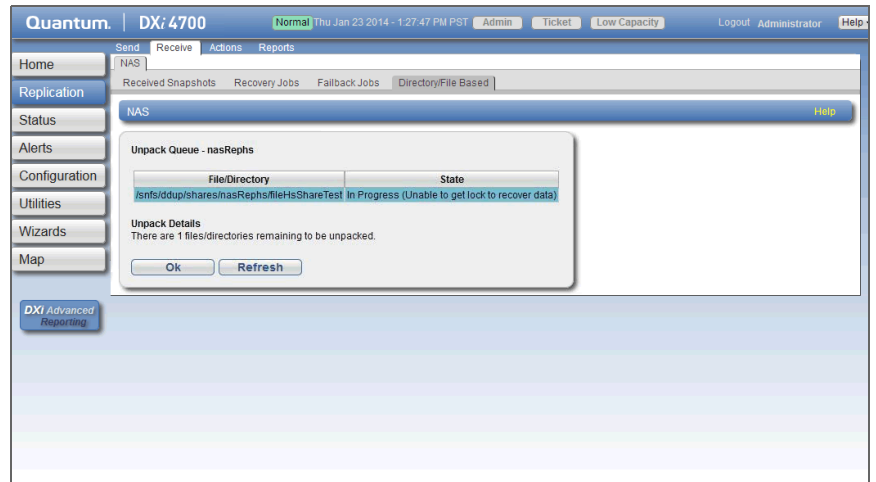 Quantum. DXi 4700 Normal Thu Jan 23 2014 - 1:27:47 PM PST Admin Ticket Low Capacity Logout Administrator Help
Send Receive Actions Reports
NAS
Received Snapshots Recovery Jobs Failback Jobs Directory/File Based
Home
Replication
Status
Alerts
Configuration
Utilities
Wizards
Map
DXi Advanced
Reporting
NAS Help
Unpack Queue - nasRephs
File/Directory State
/snfs/ddup/shares/nasRephs/fileHsShareTest In Progress (Unable to get lock to recover data)
Unpack Details
There are 1 files/directories remaining to be unpacked.
Ok Refresh